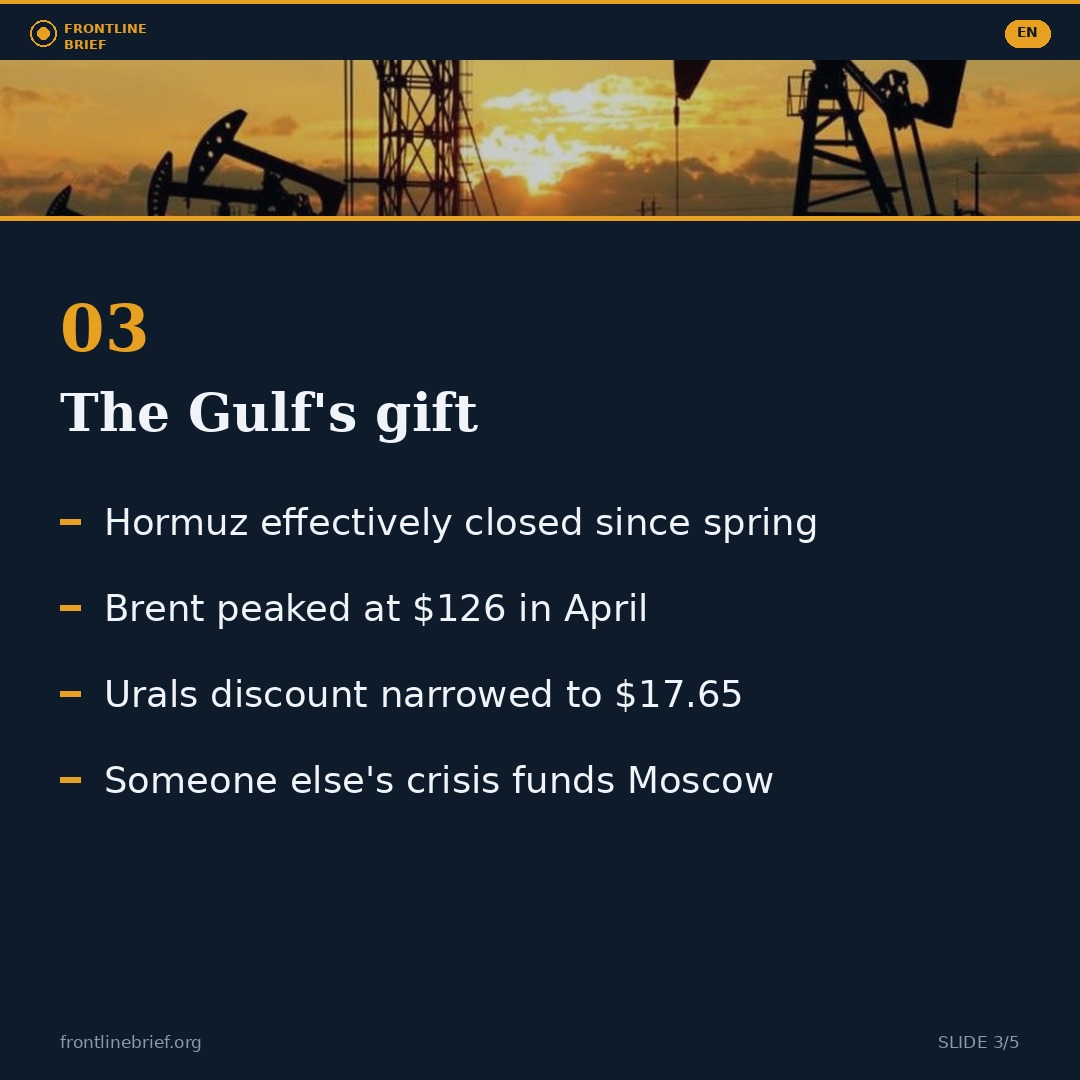 FRONTLINE
BRIEF
EN
03
The Gulf's gift
Hormuz effectively closed since spring
Brent peaked at $126 in April
Urals discount narrowed to $17.65
Someone else's crisis funds Moscow
frontlinebrief.org
SLIDE 3/5